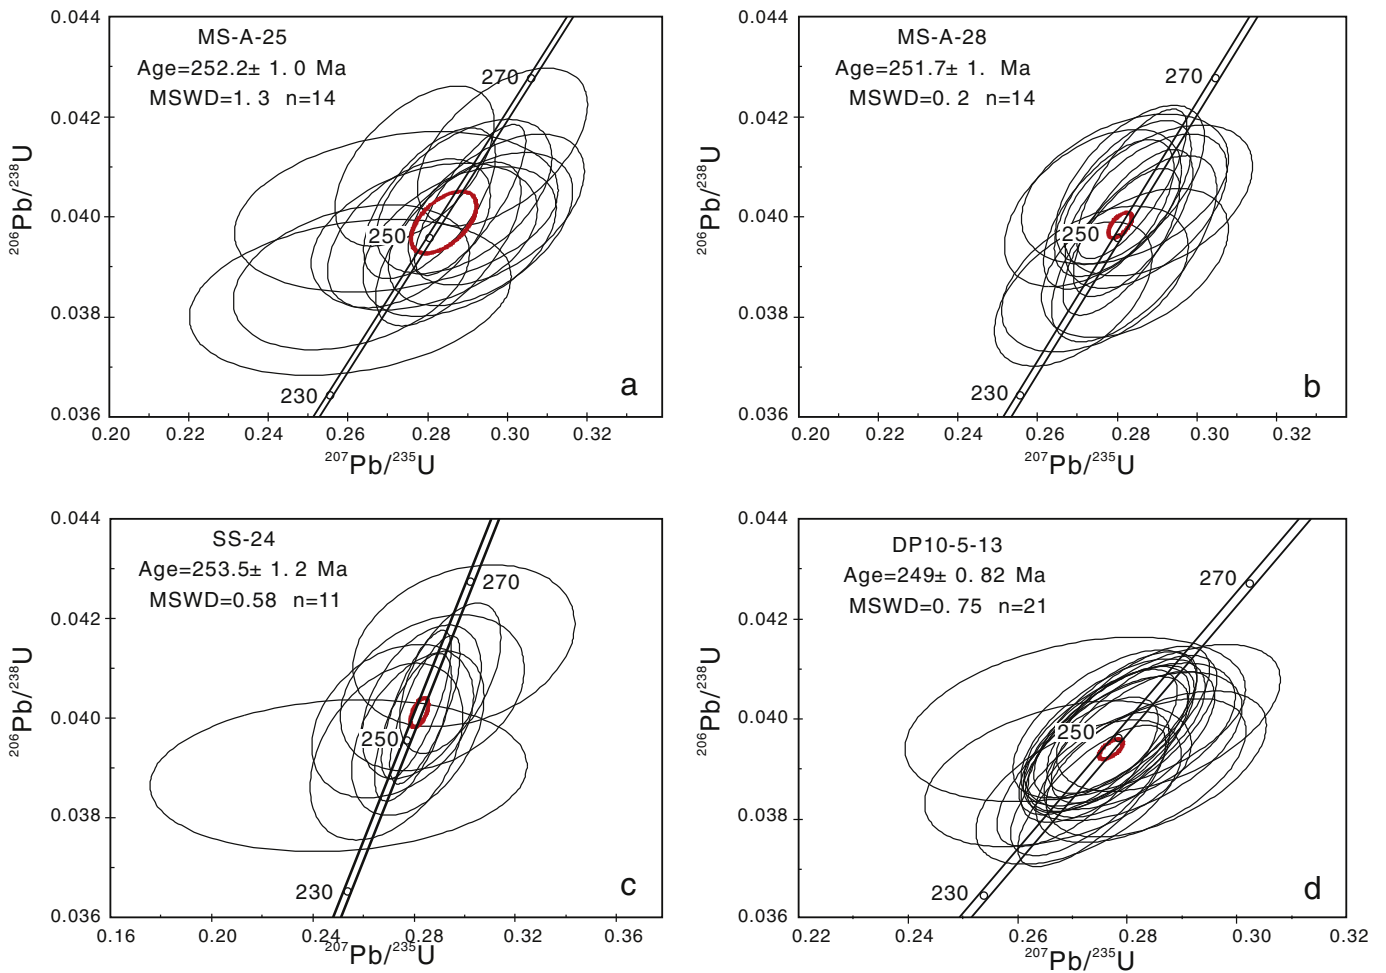 0.044
MS-A-25
Age=252.2± 1. 0 Ma
MSWD=1. 3 n=14
270
0.042
0.040
250
0.038
230
a
0.036
0.20 0.22 0.24 0.26 0.28 0.30 0.32
²⁰⁶Pb/²³⁸U
²⁰⁷Pb/²³⁵U
0.044
MS-A-28
Age=251.7± 1. Ma
MSWD=0. 2 n=14
270
0.042
0.040
250
0.038
230
b
0.036
0.20 0.22 0.24 0.26 0.28 0.30 0.32
²⁰⁶Pb/²³⁸U
²⁰⁷Pb/²³⁵U
0.044
SS-24
Age=253.5± 1. 2 Ma
MSWD=0.58 n=11
270
0.042
0.040
250
0.038
230
c
0.036
0.16 0.20 0.24 0.28 0.32 0.36
²⁰⁶Pb/²³⁸U
²⁰⁷Pb/²³⁵U
0.044
DP10-5-13
Age=249± 0. 82 Ma
MSWD=0. 75 n=21
270
0.042
0.040
250
0.038
230
d
0.036
0.22 0.24 0.26 0.28 0.30 0.32
²⁰⁶Pb/²³⁸U
²⁰⁷Pb/²³⁵U